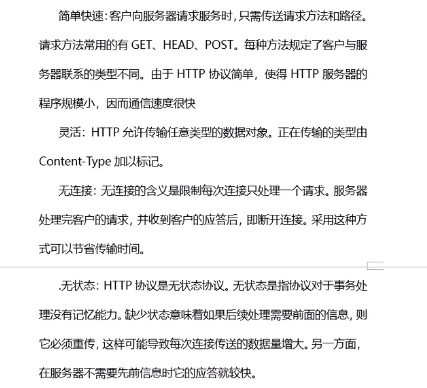 简单快速：客户向服务器请求服务时，只需传送请求方法和路径。
请求方法常用的有 GET、HEAD、POST。每种方法规定了客户与服
务器联系的类型不同。由于 HTTP 协议简单，使得 HTTP 服务器的
程序规模小，因而通信速度很快
灵活：HTTP 允许传输任意类型的数据对象。正在传输的类型由
Content-Type 加以标记。
无连接：无连接的含义是限制每次连接只处理一个请求。服务器
处理完客户的请求，并收到客户的应答后，即断开连接。采用这种方
式可以节省传输时间。
.无状态：HTTP 协议是无状态协议。无状态是指协议对于事务处
理没有记忆能力。缺少状态意味着如果后续处理需要前面的信息，则
它必须重传，这样可能导致每次连接传送的数据量增大。另一方面，
在服务器不需要先前信息时它的应答就较快。